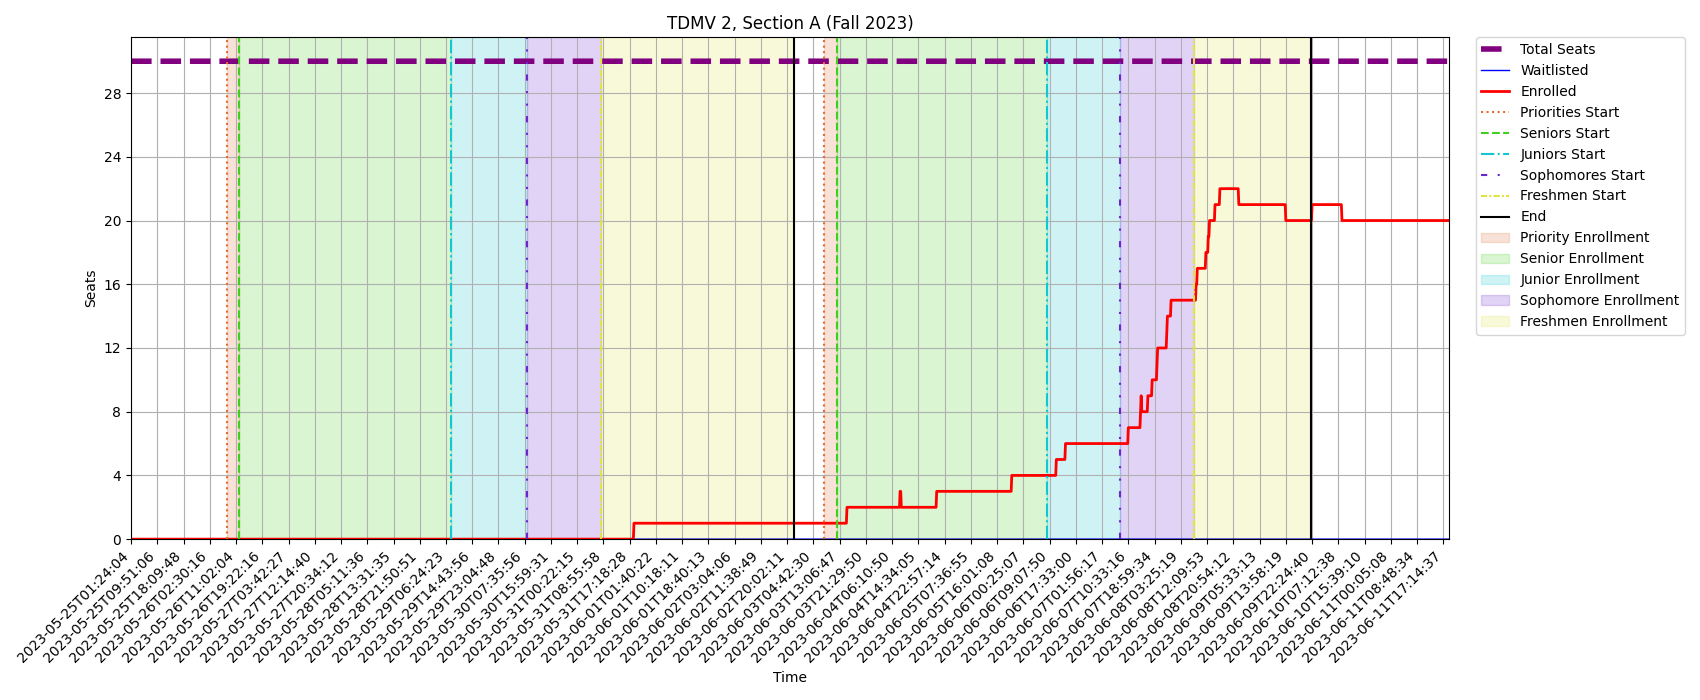 TDMV 2, Section A (Fall 2023)
Seats
28
24
20
16
12
8
4
0
2023-05-25T01:24:04
2023-05-25T09:51:06
2023-05-25T18:09:48
2023-05-26T02:30:16
2023-05-26T11:02:04
2023-05-26T19:22:16
2023-05-27T03:42:27
2023-05-27T12:14:40
2023-05-27T20:34:12
2023-05-28T05:11:36
2023-05-28T13:31:35
2023-05-28T21:50:51
2023-05-29T06:24:23
2023-05-29T14:43:56
2023-05-29T23:04:48
2023-05-30T07:35:56
2023-05-30T15:59:31
2023-05-31T00:22:15
2023-05-31T08:55:58
2023-05-31T17:18:28
2023-06-01T01:40:22
2023-06-01T10:18:11
2023-06-01T18:40:13
2023-06-02T03:04:06
2023-06-02T11:38:49
2023-06-02T20:02:11
2023-06-03T04:42:30
2023-06-03T13:06:47
2023-06-03T21:29:50
2023-06-04T06:10:50
2023-06-04T14:34:05
2023-06-04T22:57:14
2023-06-05T07:36:55
2023-06-05T16:01:08
2023-06-06T00:25:07
2023-06-06T09:07:50
2023-06-06T17:33:00
2023-06-07T01:56:17
2023-06-07T10:33:16
2023-06-07T18:59:34
2023-06-08T03:25:19
2023-06-08T12:09:53
2023-06-08T20:54:12
2023-06-09T05:33:13
2023-06-09T13:58:19
2023-06-09T22:24:40
2023-06-10T07:12:38
2023-06-10T15:39:10
2023-06-11T00:05:08
2023-06-11T08:48:34
2023-06-11T17:14:37
Time
Total Seats
Waitlisted
Enrolled
Priorities Start
Seniors Start
Juniors Start
Sophomores Start
Freshmen Start
End
Priority Enrollment
Senior Enrollment
Junior Enrollment
Sophomore Enrollment
Freshmen Enrollment